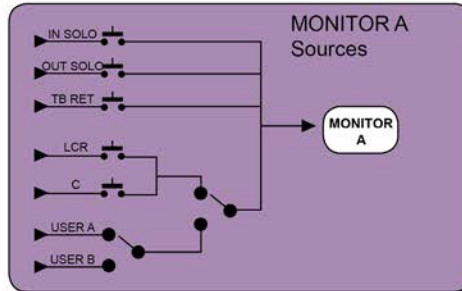 MONITOR A
Sources
IN SOLO
OUT SOLO
TB RET
MONITOR
A
LCR
C
USER A
USER B